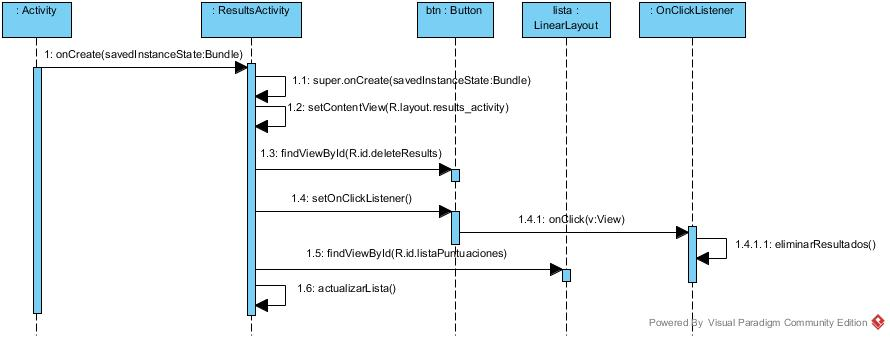 : Activity
: ResultsActivity
btn : Button
lista :
LinearLayout
: OnClickListener
1: onCreate(savedInstanceState:Bundle)
1.1: super.onCreate(savedInstanceState:Bundle)
1.2: setContentView(R.layout.results_activity)
1.3: findViewById(R.id.deleteResults)
1.4: setOnClickListener()
1.4.1: onClick(v:View)
1.4.1.1: eliminarResultados()
1.5: findViewById(R.id.listaPuntuaciones)
1.6: actualizarLista()
Powered By Visual Paradigm Community Edition